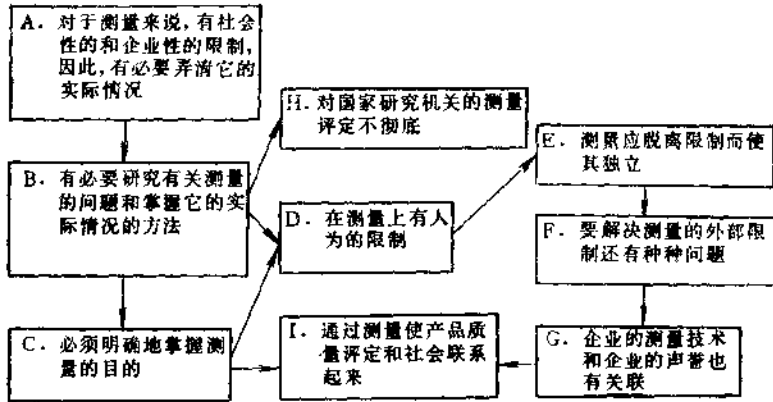 A．对于测量来说，有社会
性的和企业性的限制，
因此，有必要弄清它的
实际情况
H．对国家研究机关的测量
评定不彻底
E．测累应脱离限制而使
其独立
B．有必要研究有关测量
的问题和掌握它的实
际情况的方法
D．在测量上有人
为的限制
F．要解决测量的外部限
制还有种种问题
C．必须明确地掌握测
量的目的
I．通过测量使产品质
量评定和社会联系
起来
G．企业的测量技术
和企业的声誉也
有关联